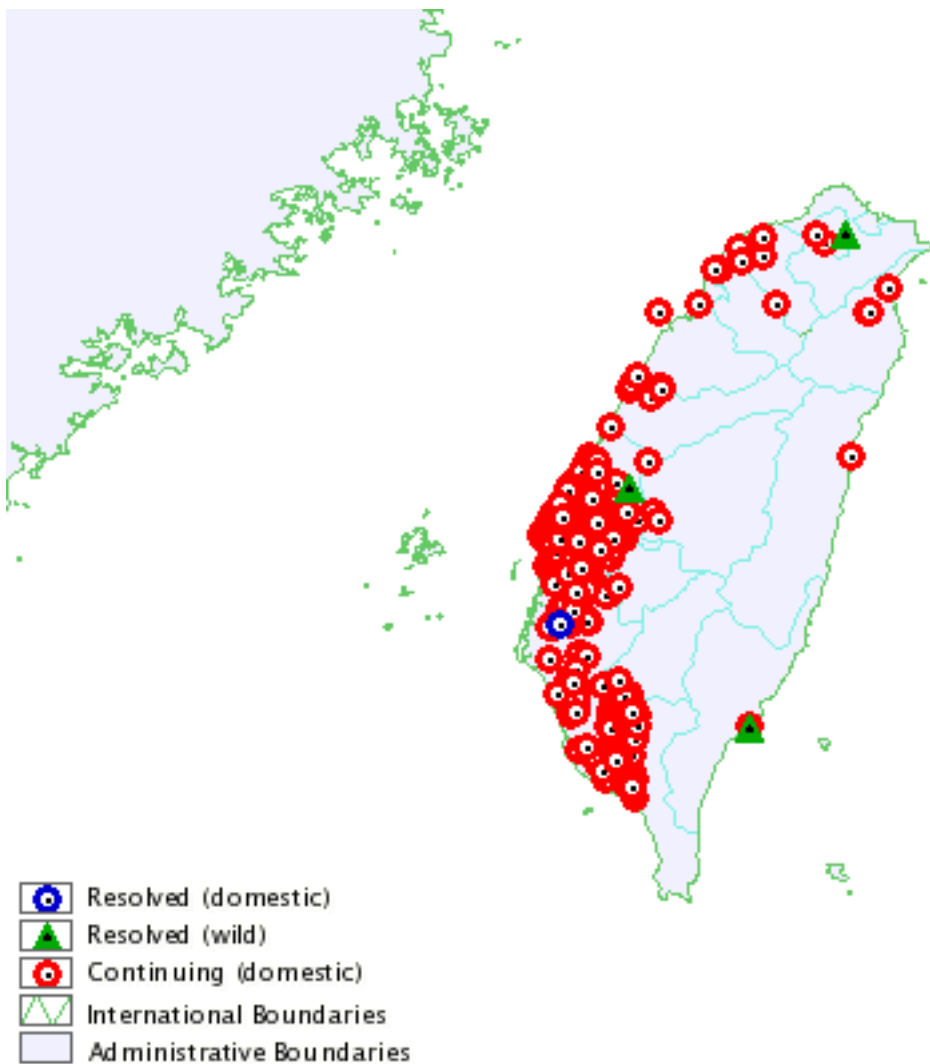 Resolved (domestic)
Resolved (wild)
Continuing (domestic)
International Boundaries
Administrative Boundaries